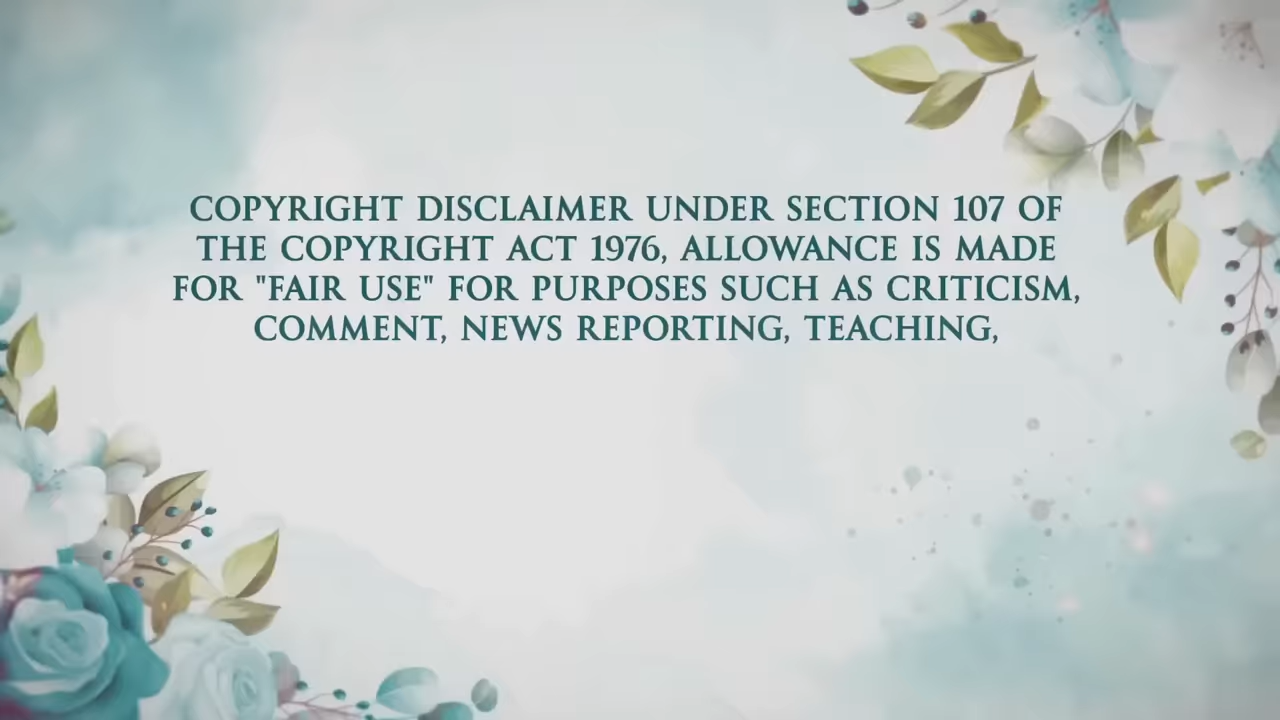 COPYRIGHT DISCLAIMER UNDER SECTION 107 OF
THE COPYRIGHT ACT 1976, ALLOWANCE IS MADE
FOR "FAIR USE" FOR PURPOSES SUCH AS CRITICISM,
COMMENT, NEWS REPORTING, TEACHING,